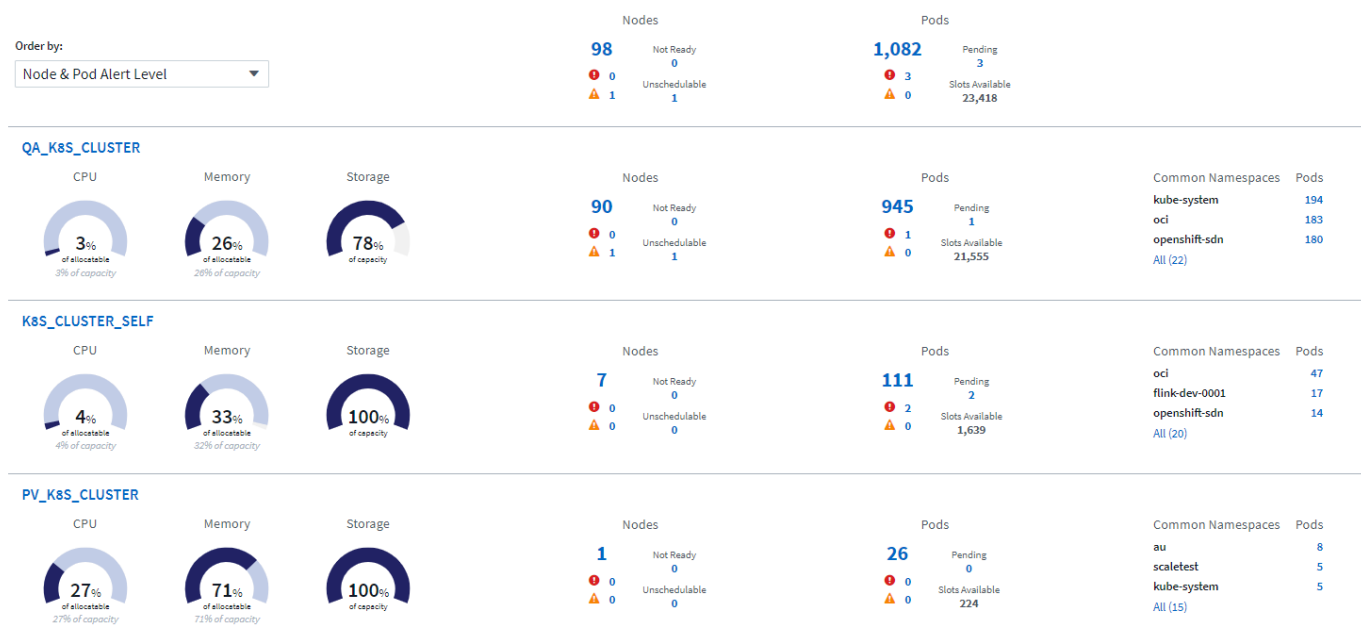 Nodes Pods
Order by:
Node & Pod Alert Level
98 Not Ready 1,082 Pending
0 3
0 3
Unschedulable Slots Available
1 1 0 23,418
QA_K8S_CLUSTER
CPU Memory Storage Nodes Pods Common Namespaces Pods
kube-system 194
90 Not Ready 945 Pending
0 1
oci 183
0 1
3% 26% 78% Unschedulable Slots Available openshift-sdn 180
1 1 0 21,555
of allocatable of allocatable of capacity All (22)
3% of capacity 26% of capacity
K8S_CLUSTER_SELF
CPU Memory Storage Nodes Pods Common Namespaces Pods
oci 47
7 Not Ready 111 Pending
0 2
flink-dev-0001 17
0 2
4% 33% 100% Unschedulable Slots Available openshift-sdn 14
0 0 0 1,639
of allocatable of allocatable of capacity All (20)
4% of capacity 32% of capacity
PV_K8S_CLUSTER
CPU Memory Storage Nodes Pods Common Namespaces Pods
au 8
1 Not Ready 26 Pending
0 0
scaletest 5
0 0
27% 71% 100% Unschedulable Slots Available kube-system 5
0 0 0 224
of allocatable of allocatable of capacity All (15)
27% of capacity 71% of capacity